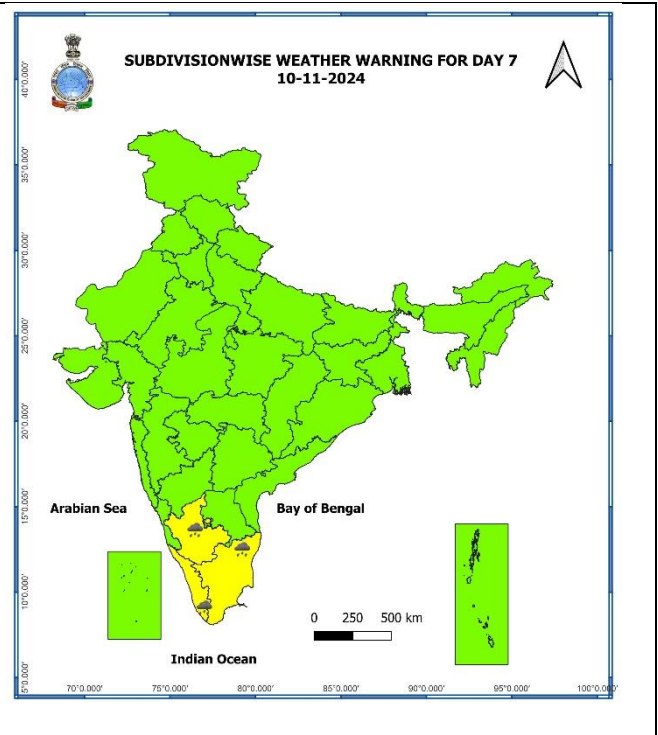 SUBDIVISIONWISE WEATHER WARNING FOR DAY 7
10-11-2024
40°0.000'
35°0.000'
30°0.000'
25°0.000'
20°0.000'
15°0.000'
10°0.000'
5°0.000'
Arabian Sea
Bay of Bengal
0 250 500 km
Indian Ocean
70°0.000' 75°0.000' 80°0.000' 85°0.000' 90°0.000' 95°0.000' 100°0.000'